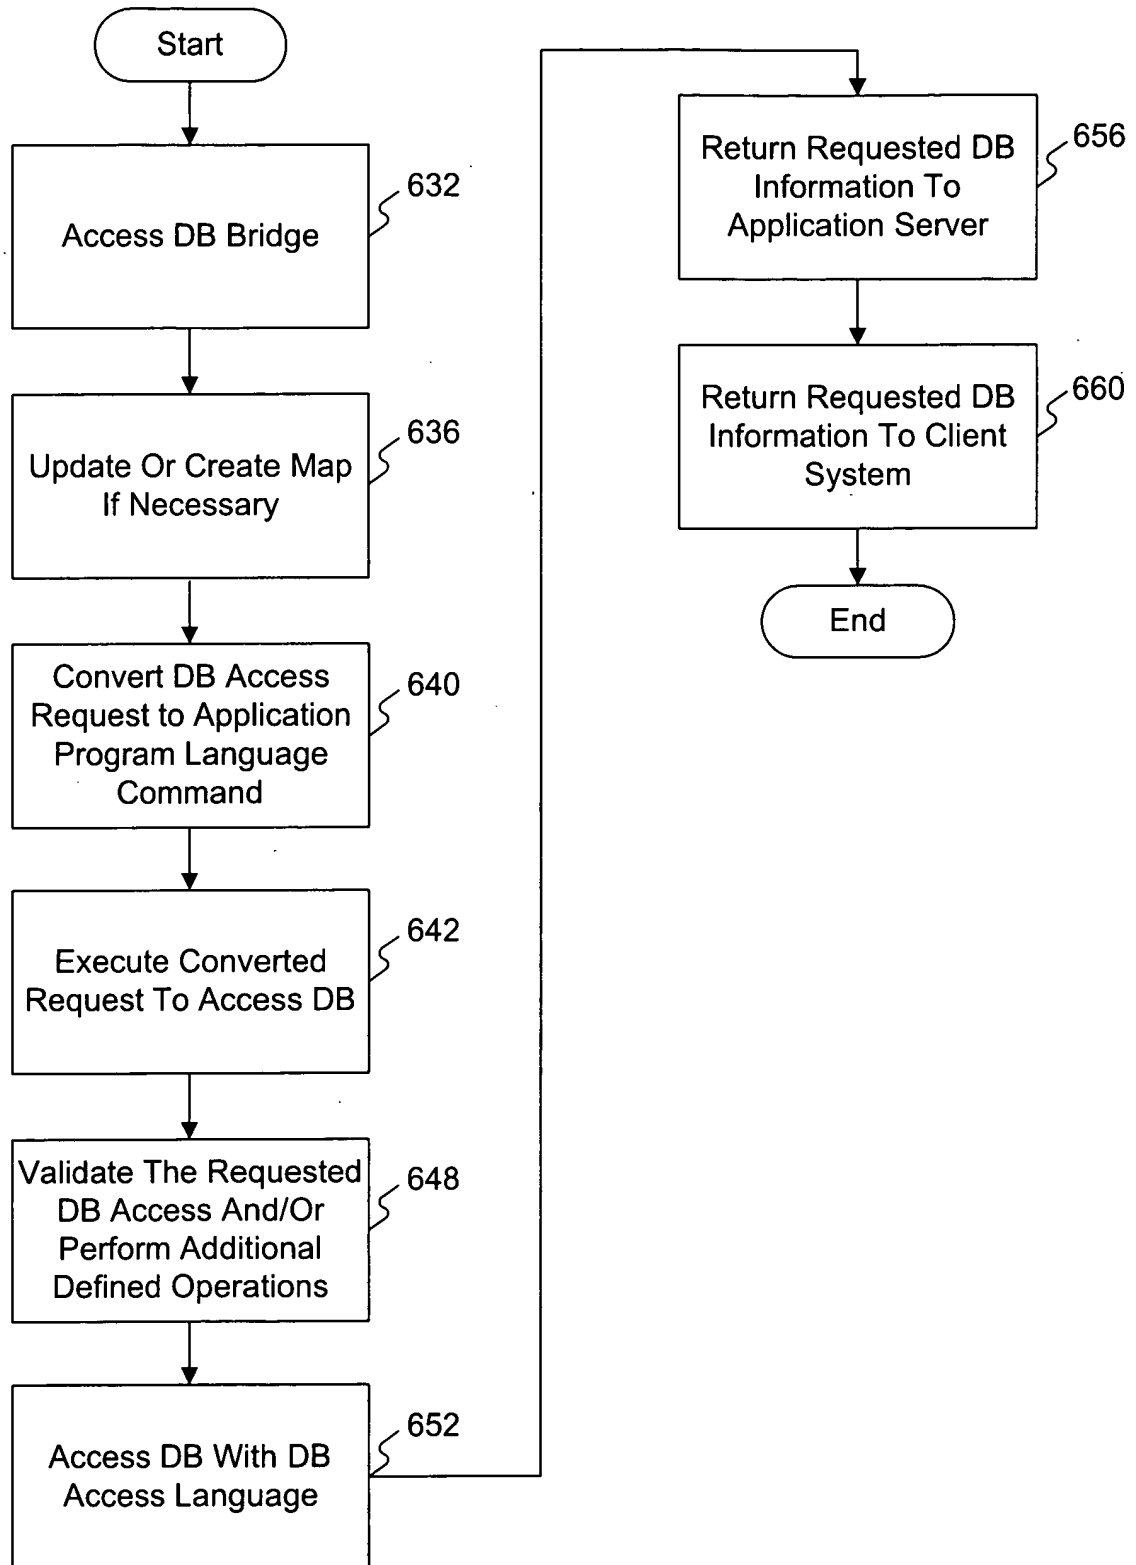 Start
Access DB Bridge
632
Update Or Create Map
If Necessary
636
Convert DB Access
Request to Application
Program Language
Command
640
Execute Converted
Request To Access DB
642
Validate The Requested
DB Access And/Or
Perform Additional
Defined Operations
648
Access DB With DB
Access Language
652
Return Requested DB
Information To
Application Server
656
Return Requested DB
Information To Client
System
660
End